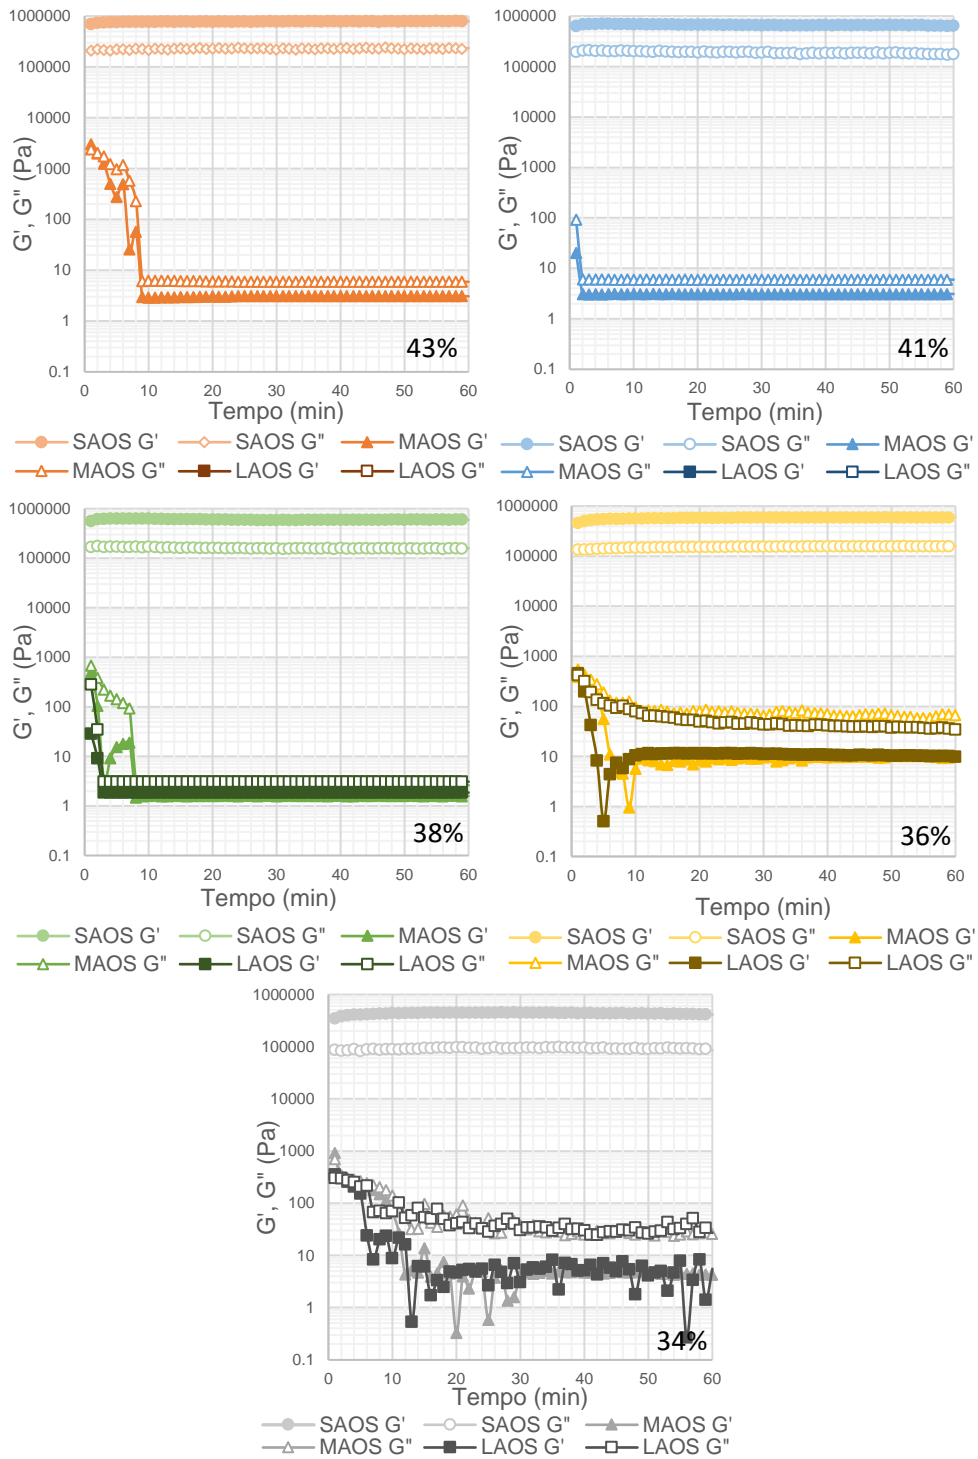 1000000
100000
10000
1000
100
10
1
0.1
G', G" (Pa)
43%
0 10 20 30 40 50 60
Tempo (min)
SAOS G' SAOS G" MAOS G'
MAOS G" LAOS G' LAOS G"
1000000
100000
10000
1000
100
10
1
0.1
G', G" (Pa)
41%
0 10 20 30 40 50 60
Tempo (min)
SAOS G' SAOS G" MAOS G'
MAOS G" LAOS G' LAOS G"
1000000
100000
10000
1000
100
10
1
0.1
G', G" (Pa)
38%
0 10 20 30 40 50 60
Tempo (min)
SAOS G' SAOS G" MAOS G'
MAOS G" LAOS G' LAOS G"
1000000
100000
10000
1000
100
10
1
0.1
G', G" (Pa)
36%
0 10 20 30 40 50 60
Tempo (min)
SAOS G' SAOS G" MAOS G'
MAOS G" LAOS G' LAOS G"
1000000
100000
10000
1000
100
10
1
0.1
G', G" (Pa)
34%
0 10 20 30 40 50 60
Tempo (min)
SAOS G' SAOS G" MAOS G'
MAOS G" LAOS G' LAOS G"